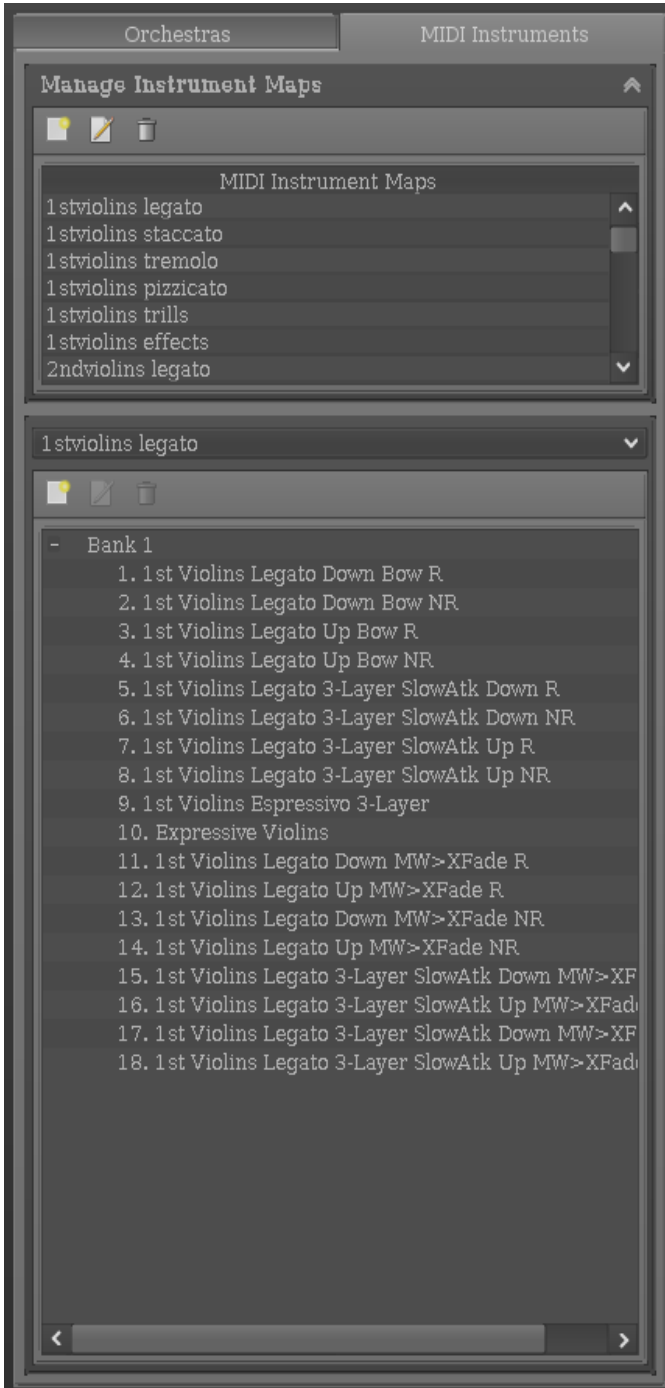 Orchestras
MIDI Instruments
Manage Instrument Maps
MIDI Instrument Maps
1stviolins legato
1stviolins staccato
1stviolins tremolo
1stviolins pizzicato
1stviolins trills
1stviolins effects
2ndviolins legato
1stviolins legato
- Bank 1
1. 1st Violins Legato Down Bow R
2. 1st Violins Legato Down Bow NR
3. 1st Violins Legato Up Bow R
4. 1st Violins Legato Up Bow NR
5. 1st Violins Legato 3-Layer SlowAtk Down R
6. 1st Violins Legato 3-Layer SlowAtk Down NR
7. 1st Violins Legato 3-Layer SlowAtk Up R
8. 1st Violins Legato 3-Layer SlowAtk Up NR
9. 1st Violins Espressivo 3-Layer
10. Expressive Violins
11. 1st Violins Legato Down MW>XFade R
12. 1st Violins Legato Up MW>XFade R
13. 1st Violins Legato Down MW>XFade NR
14. 1st Violins Legato Up MW>XFade NR
15. 1st Violins Legato 3-Layer SlowAtk Down MW>XF
16. 1st Violins Legato 3-Layer SlowAtk Up MW>XFad
17. 1st Violins Legato 3-Layer SlowAtk Down MW>XF
18. 1st Violins Legato 3-Layer SlowAtk Up MW>XFad